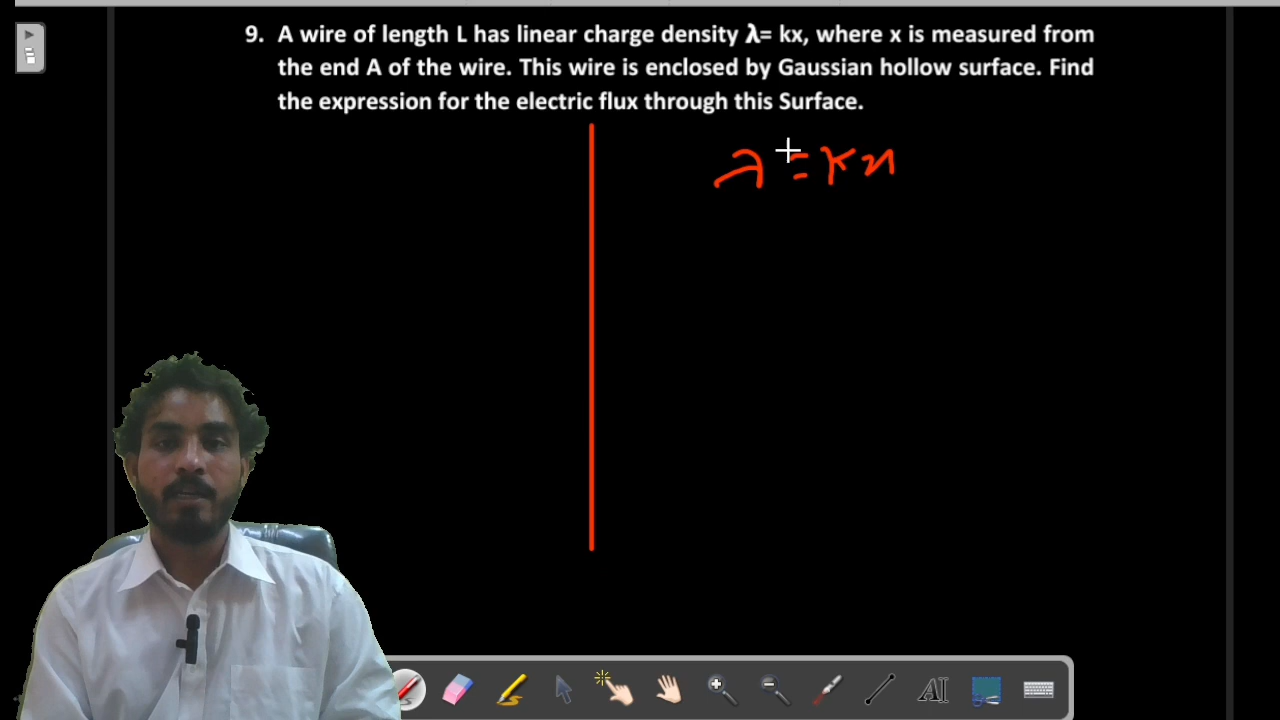 9. A wire of length L has linear charge density λ= kx, where x is measured from
the end A of the wire. This wire is enclosed by Gaussian hollow surface. Find
the expression for the electric flux through this Surface.
λ = kx
AI